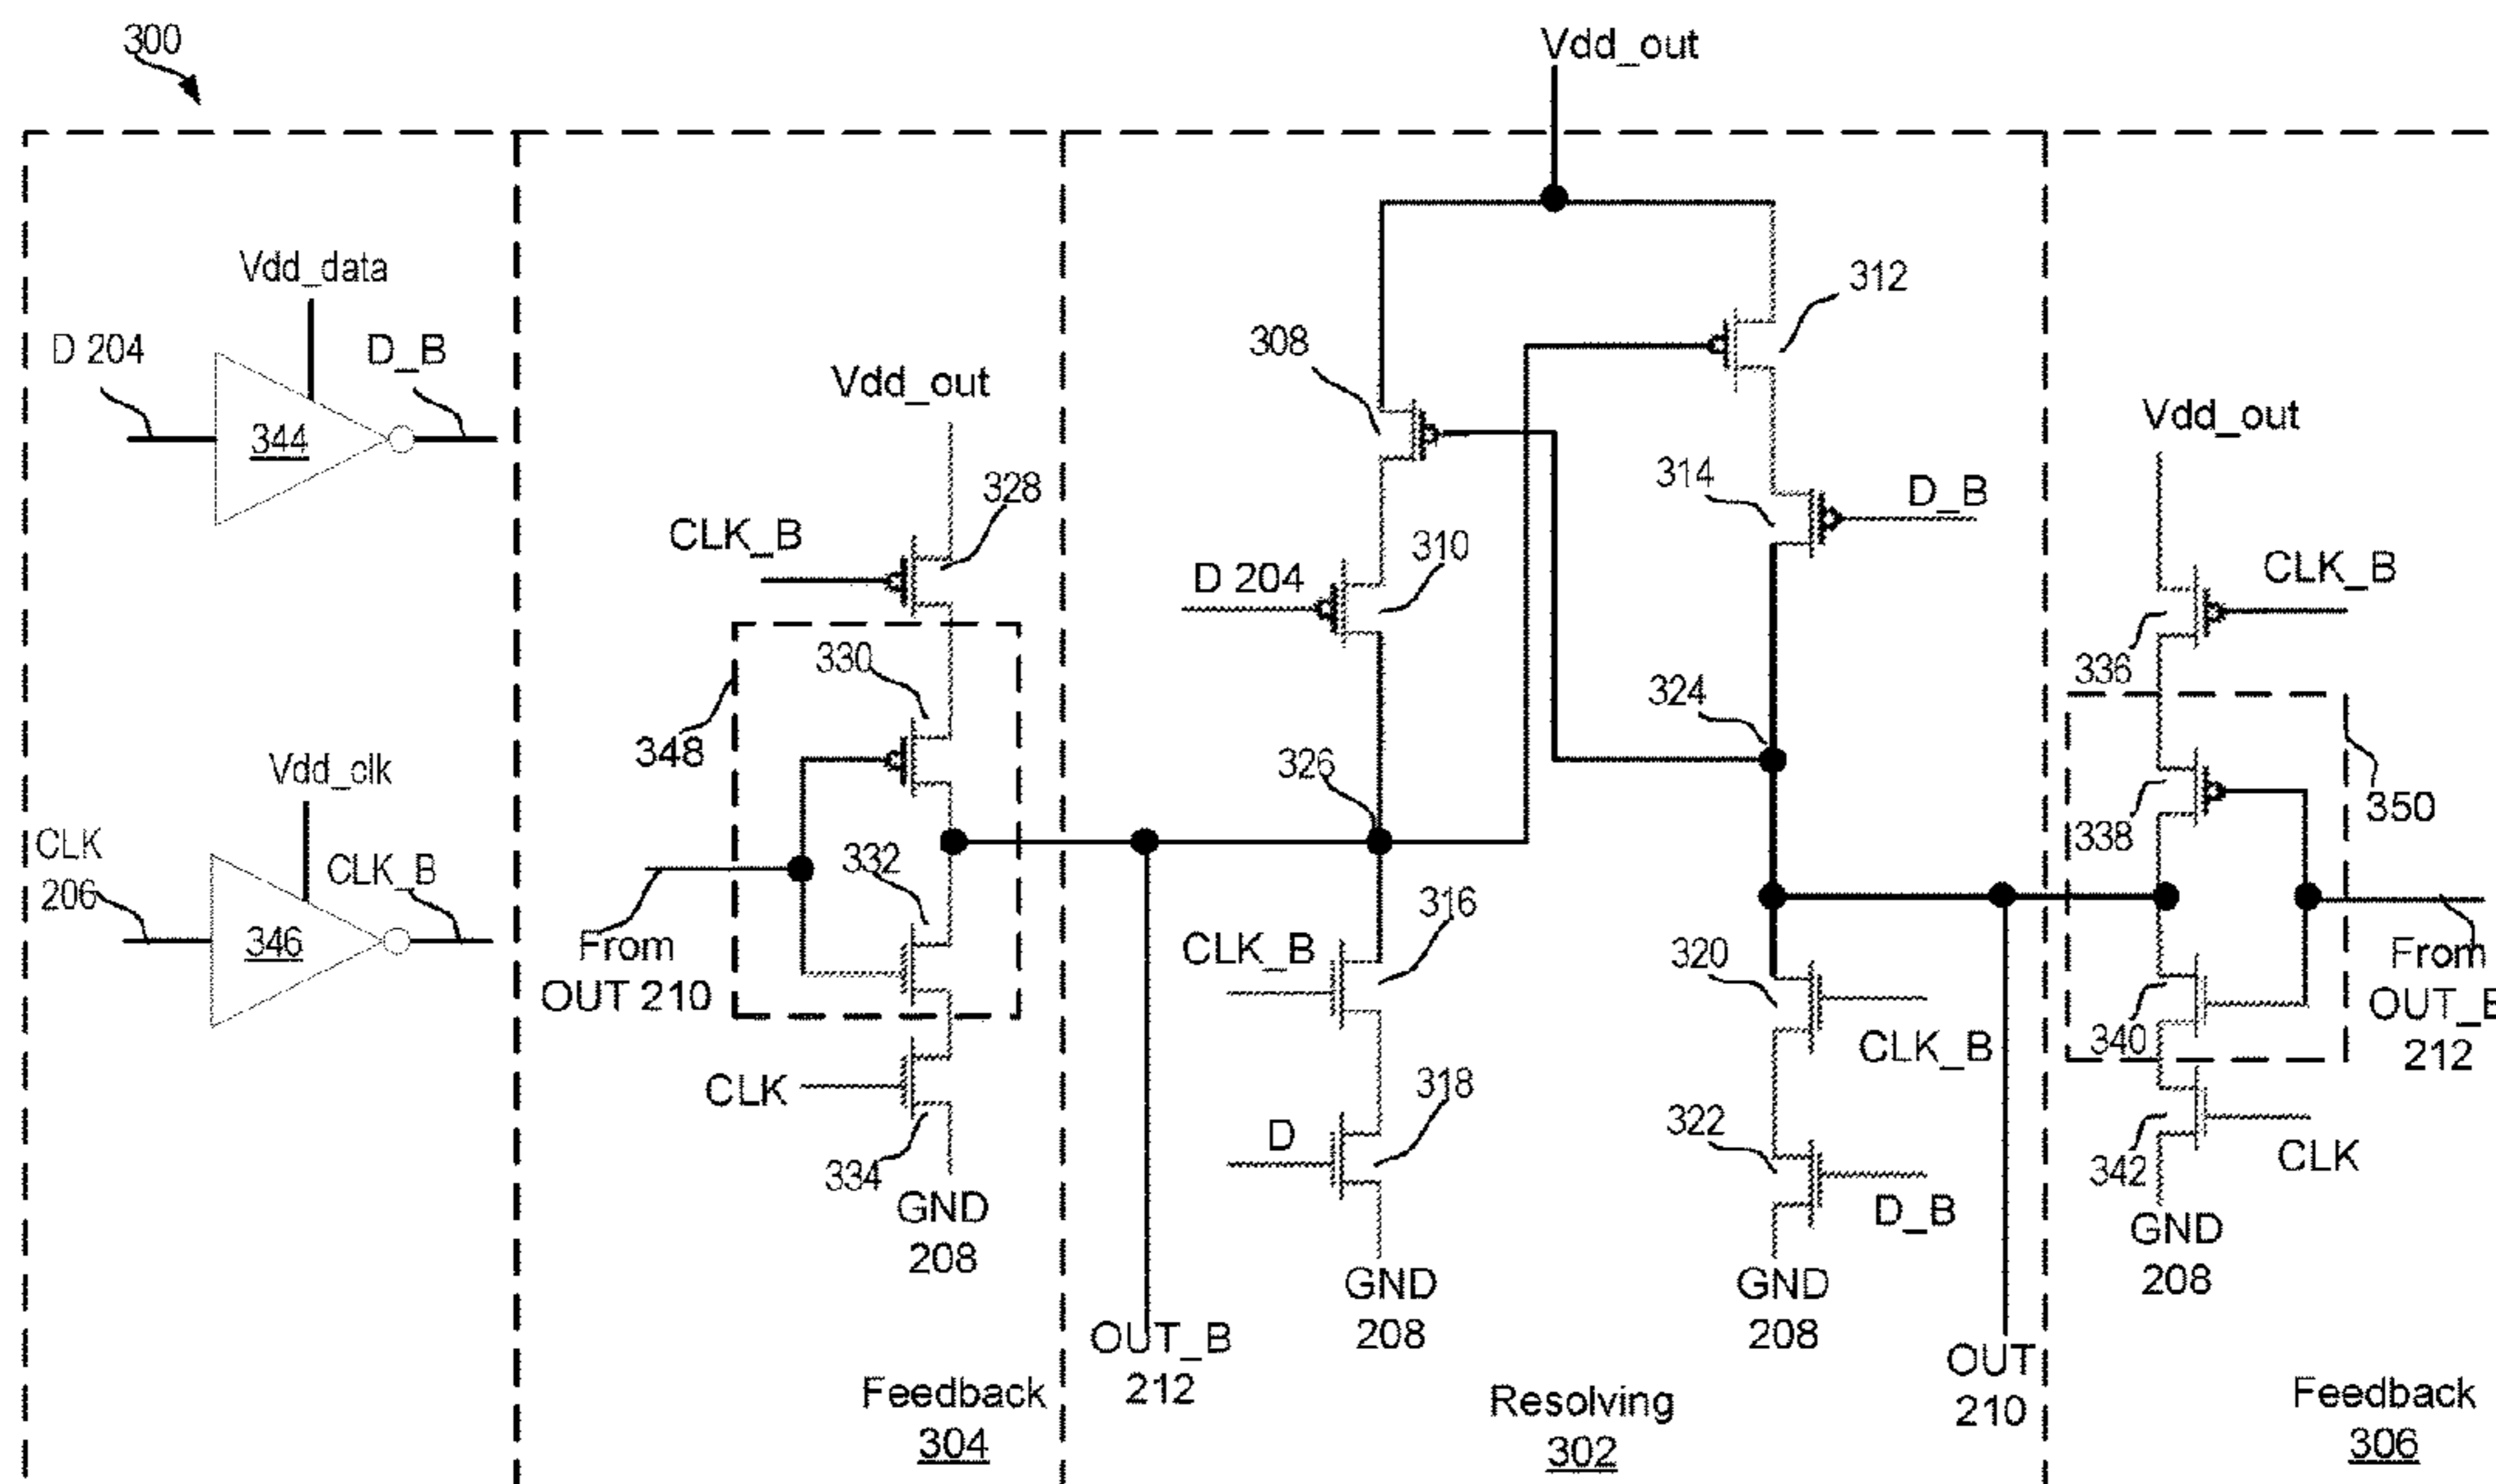 300
Vdd_out
Vdd_data
D 204
D_B
344
Vdd_clk
CLK
206
CLK_B
346
Vdd_out
CLK_B
328
330
348
332
From
OUT 210
CLK
334
GND
208
Feedback
304
308
312
314
D_B
D 204
310
324
326
CLK_B
316
D
318
GND
208
320
CLK_B
322
D_B
GND
208
OUT_B
212
OUT
210
Resolving
302
Vdd_out
CLK_B
336
338
350
From
OUT_B
212
340
342
CLK
GND
208
Feedback
306